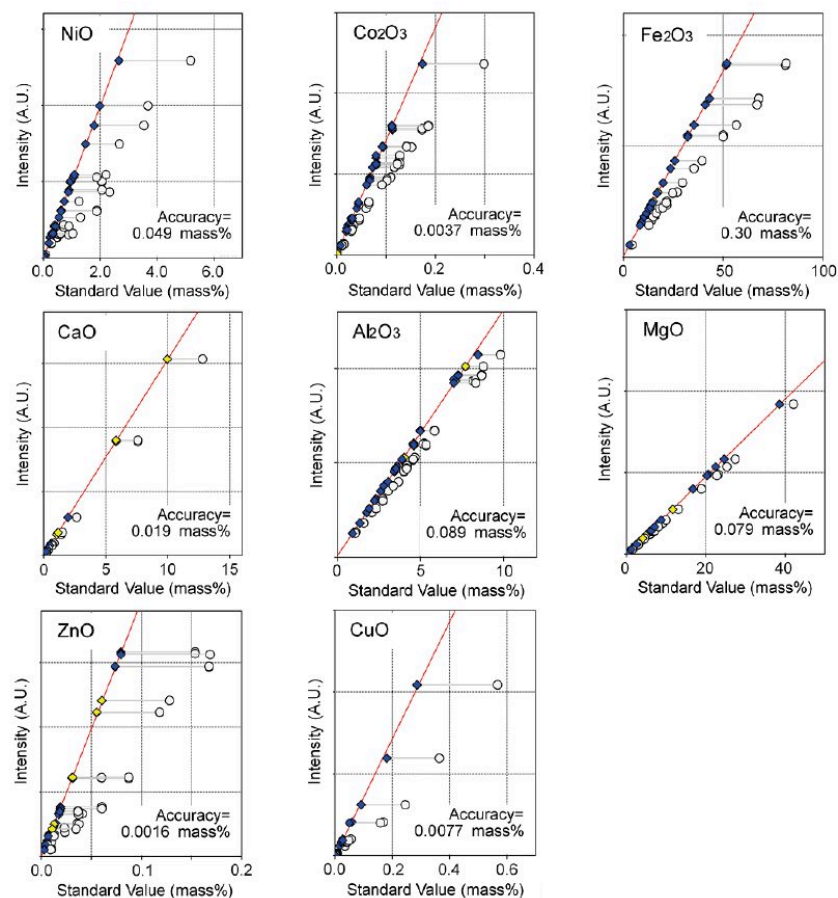 NiO
Intensity (A.U.)
Accuracy=
0.049 mass%
0.0 2.0 4.0 6.0
Standard Value (mass%)
Co2O3
Intensity (A.U.)
Accuracy=
0.0037 mass%
0.0 0.2 0.4
Standard Value (mass%)
Fe2O3
Intensity (A.U.)
Accuracy=
0.30 mass%
0 50 100
Standard Value (mass%)
CaO
Intensity (A.U.)
Accuracy=
0.019 mass%
0 5 10 15
Standard Value (mass%)
Al2O3
Intensity (A.U.)
Accuracy=
0.089 mass%
0 5 10
Standard Value (mass%)
MgO
Intensity (A.U.)
Accuracy=
0.079 mass%
0 20 40
Standard Value (mass%)
ZnO
Intensity (A.U.)
Accuracy=
0.0016 mass%
0.0 0.1 0.2
Standard Value (mass%)
CuO
Intensity (A.U.)
Accuracy=
0.0077 mass%
0.0 0.2 0.4 0.6
Standard Value (mass%)